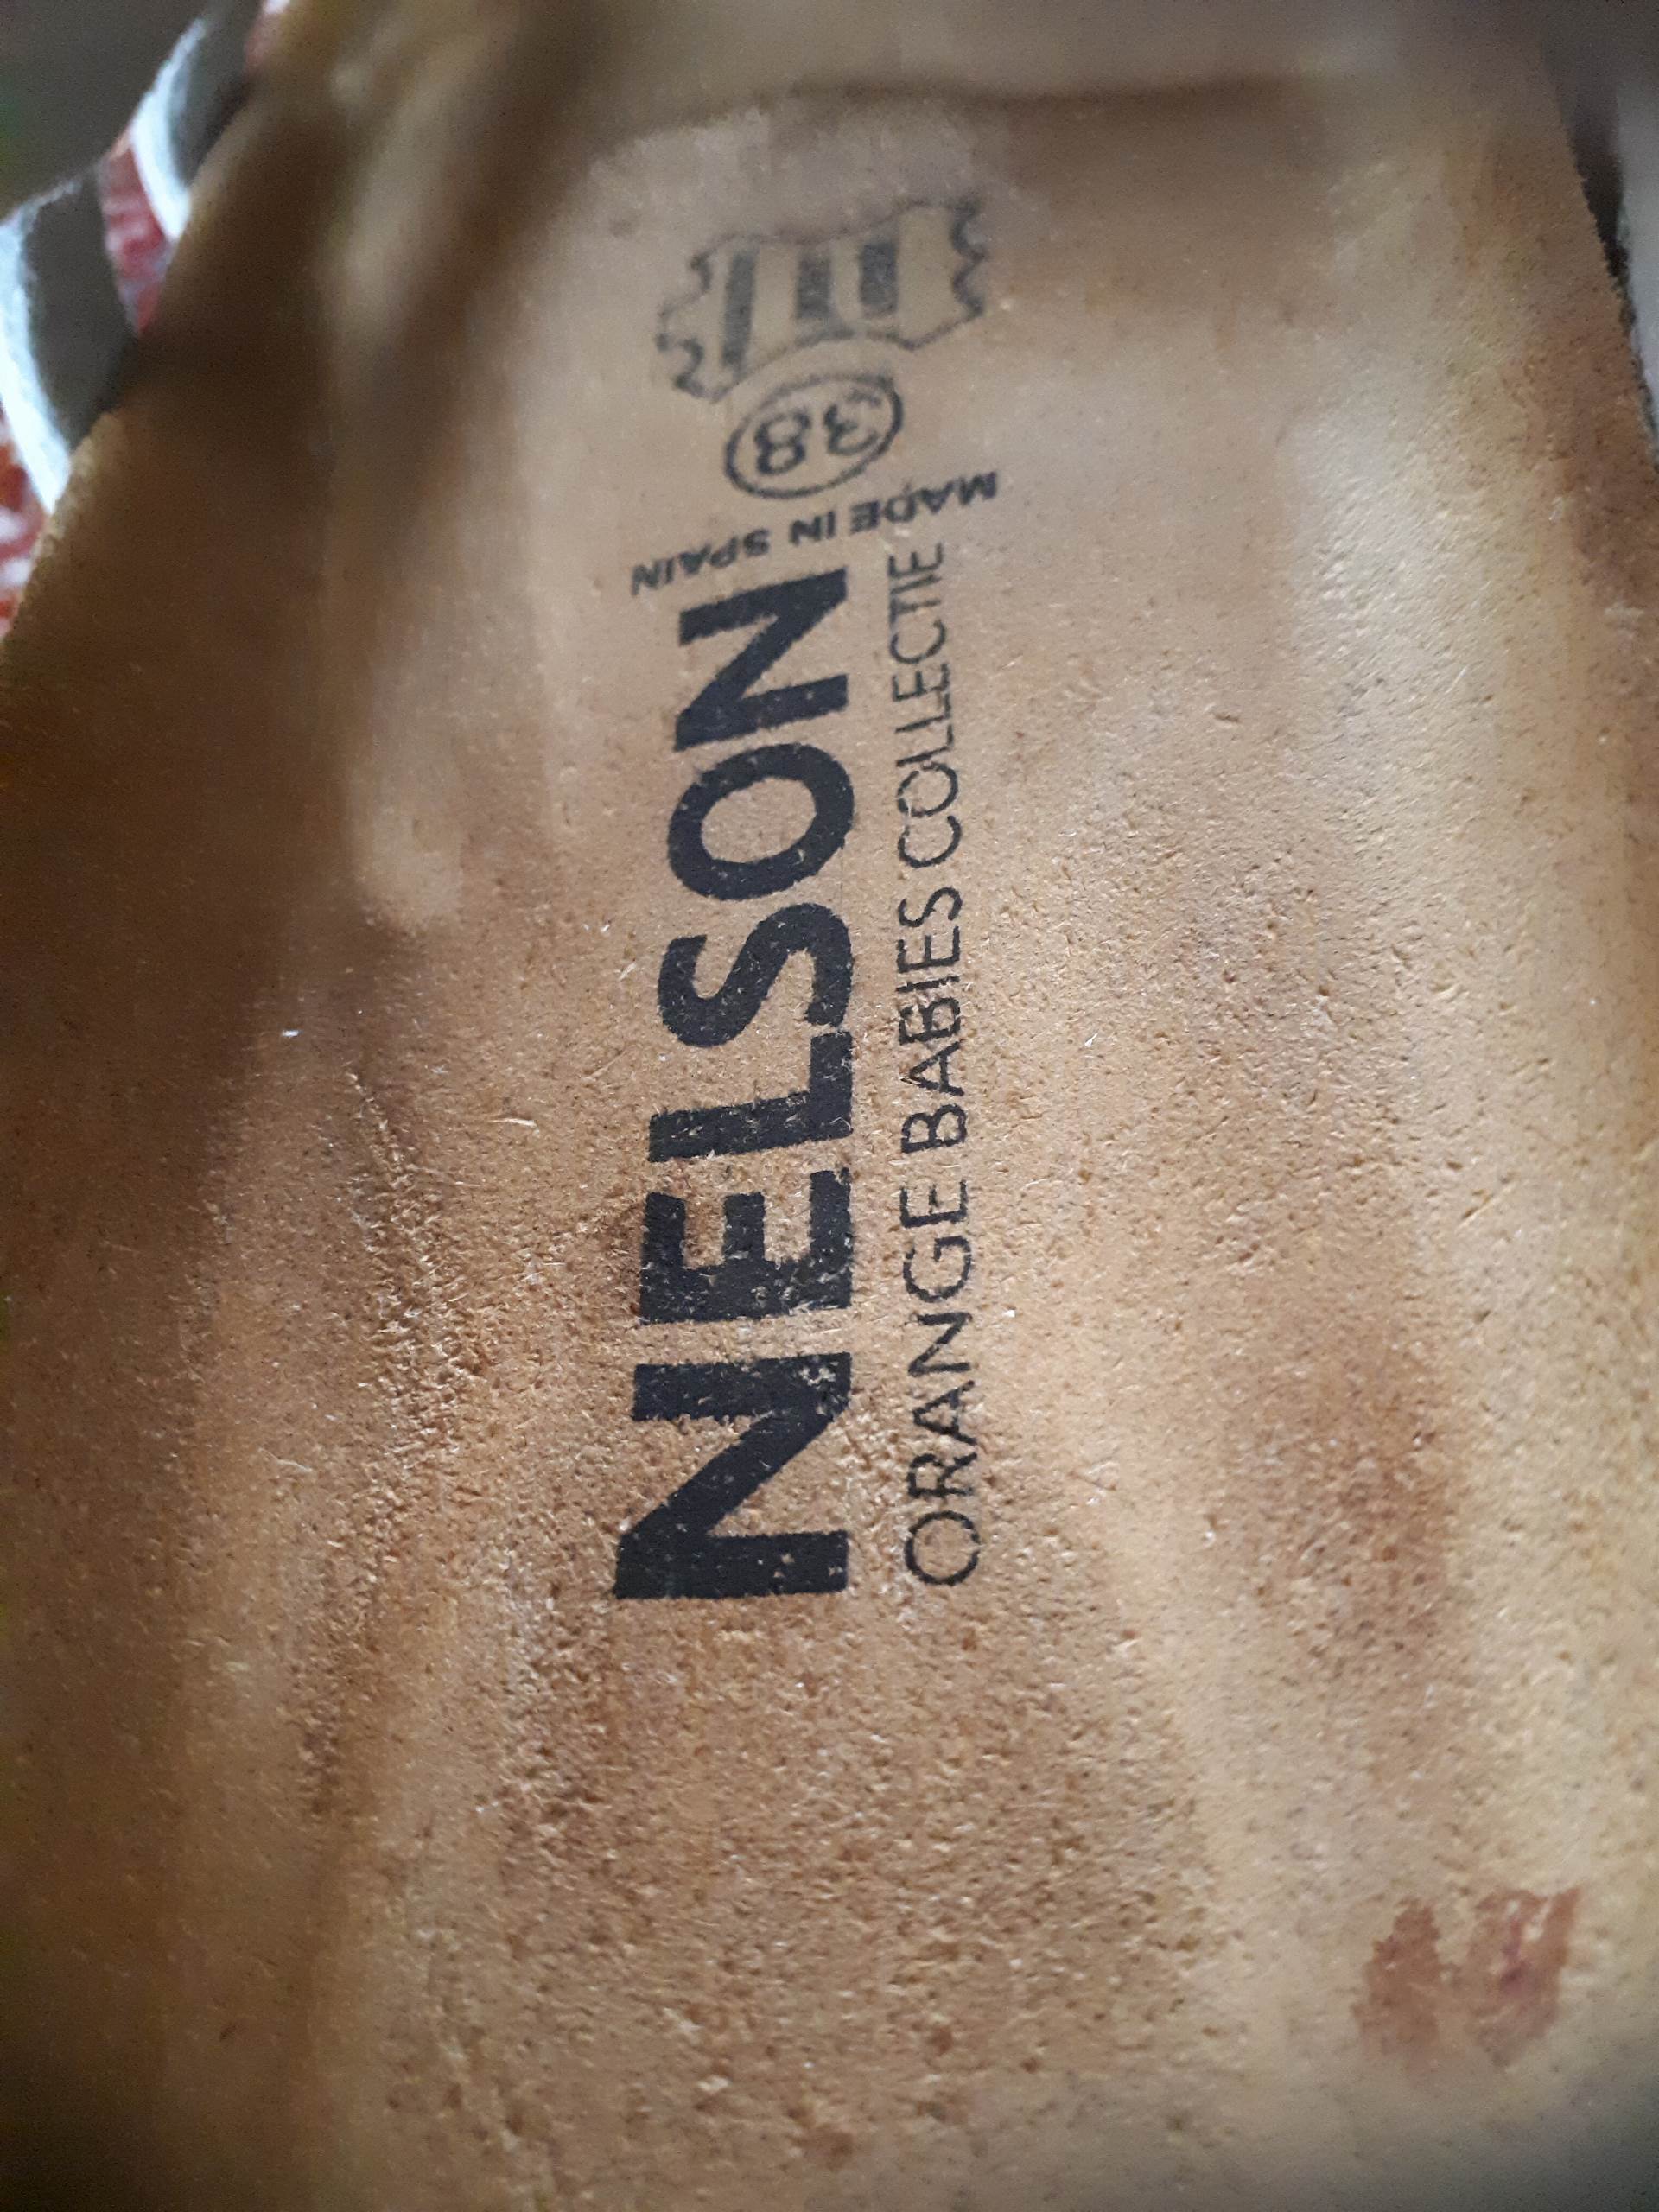 NELSON
ORANGE BABIES COLLECTIE
MADE IN SPAIN
38